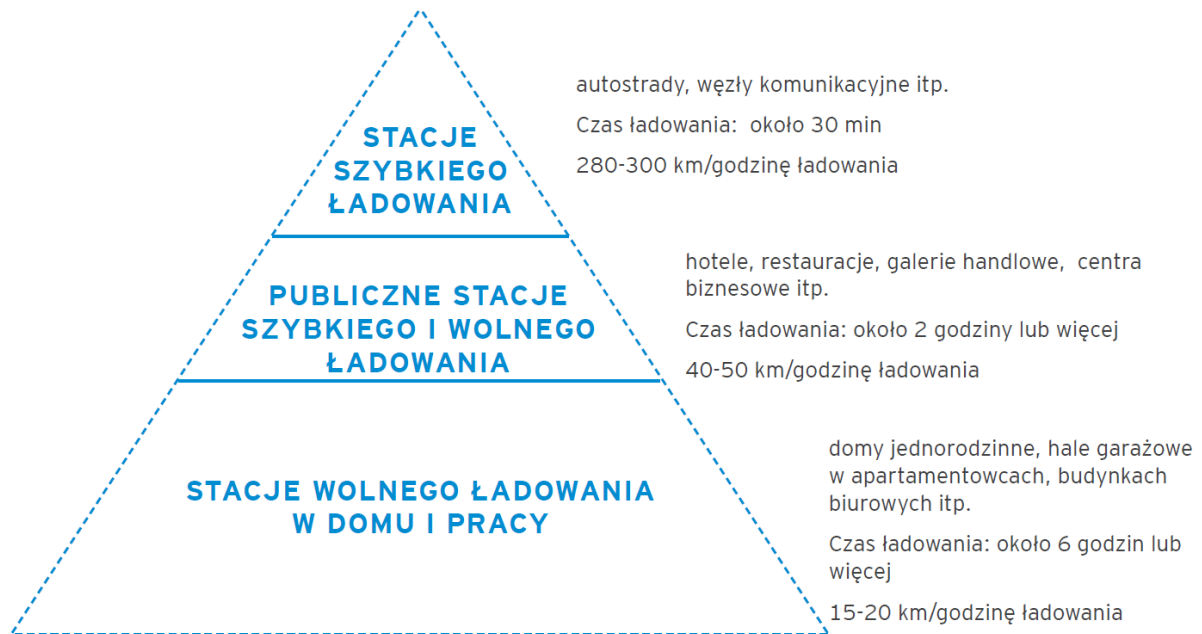 STACJE
SZYBKIEGO
ŁADOWANIA
autostrady, węzły komunikacyjne itp.
Czas ładowania: około 30 min
280-300 km/godzinę ładowania
PUBLICZNE STACJE
SZYBKIEGO I WOLNEGO
ŁADOWANIA
hotele, restauracje, galerie handlowe, centra
biznesowe itp.
Czas ładowania: około 2 godziny lub więcej
40-50 km/godzinę ładowania
STACJE WOLNEGO ŁADOWANIA
W DOMU I PRACY
domy jednorodzinne, hale garażowe
w apartamentowcach, budynkach
biurowych itp.
Czas ładowania: około 6 godzin lub
więcej
15-20 km/godzinę ładowania